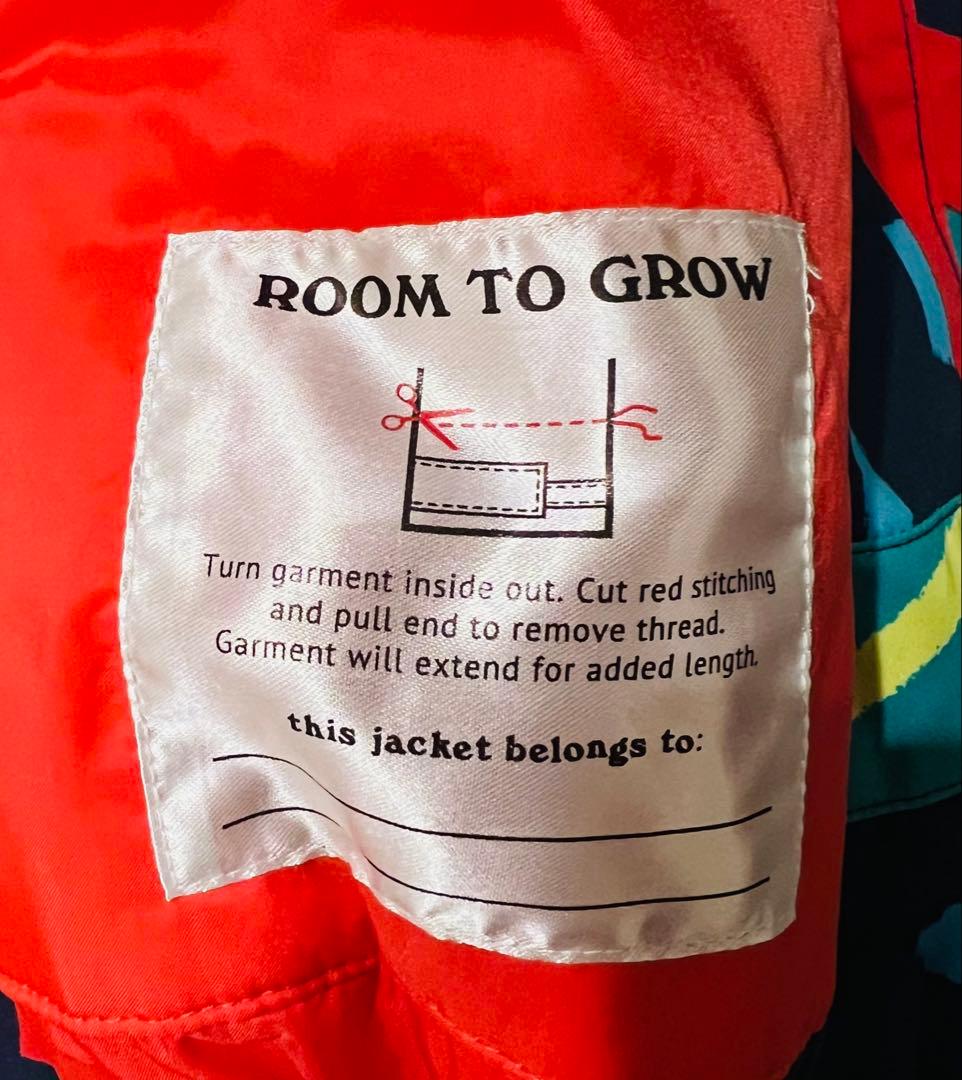 ROOM TO GROW
Turn garment inside out. Cut red stitching
and pull end to remove thread.
Garment will extend for added length.
this jacket belongs to: